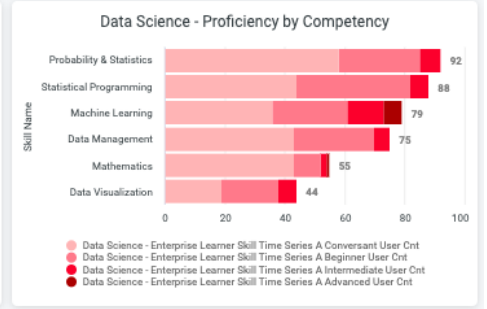 Data Science - Proficiency by Competency
Skill Name
Probability & Statistics 92
Statistical Programming 88
Machine Learning 79
Data Management 75
Mathematics 55
Data Visualization 44
0 20 40 60 80 100
Data Science - Enterprise Learner Skill Time Series A Conversant User Cnt
Data Science - Enterprise Learner Skill Time Series A Beginner User Cnt
Data Science - Enterprise Learner Skill Time Series A Intermediate User Cnt
Data Science - Enterprise Learner Skill Time Series A Advanced User Cnt